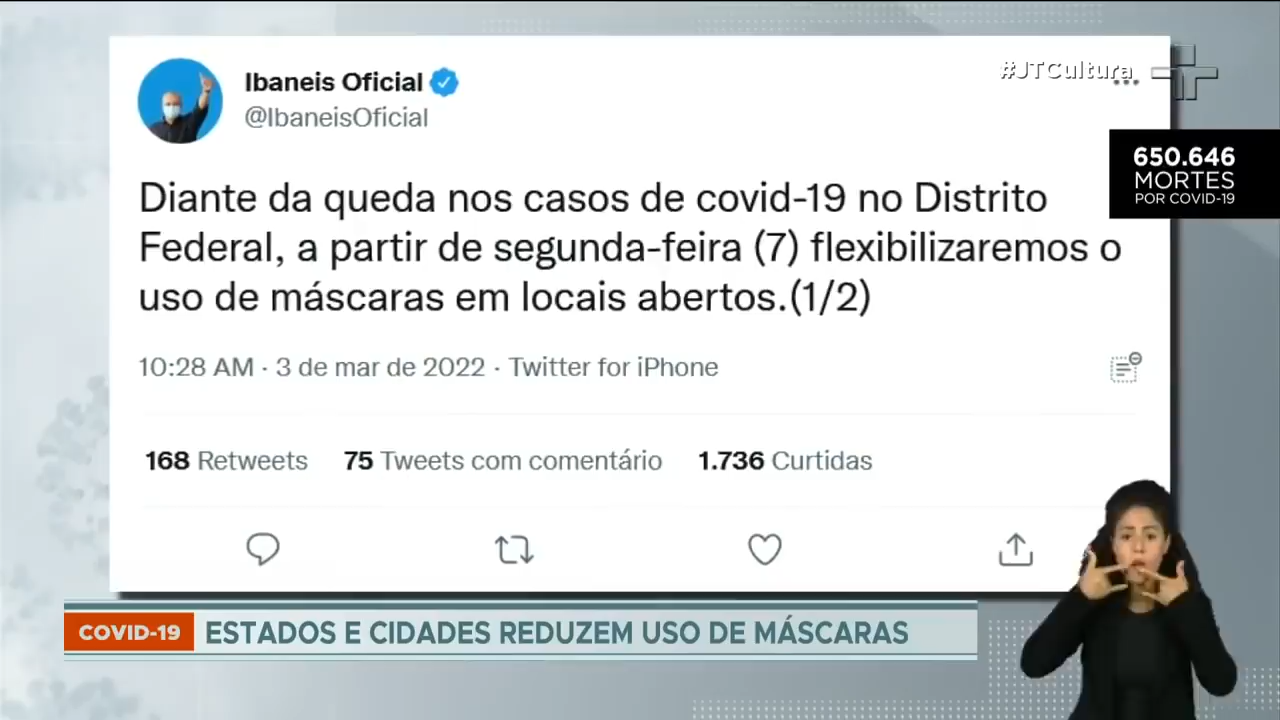 Ibaneis Oficial
@IbaneisOficial
#JTCultura
650.646
MORTES
POR COVID-19
Diante da queda nos casos de covid-19 no Distrito
Federal, a partir de segunda-feira (7) flexibilizaremos o
uso de máscaras em locais abertos.(1/2)
10:28 AM · 3 de mar de 2022 · Twitter for iPhone
168 Retweets 75 Tweets com comentário 1.736 Curtidas
COVID-19 ESTADOS E CIDADES REDUZEM USO DE MÁSCARAS